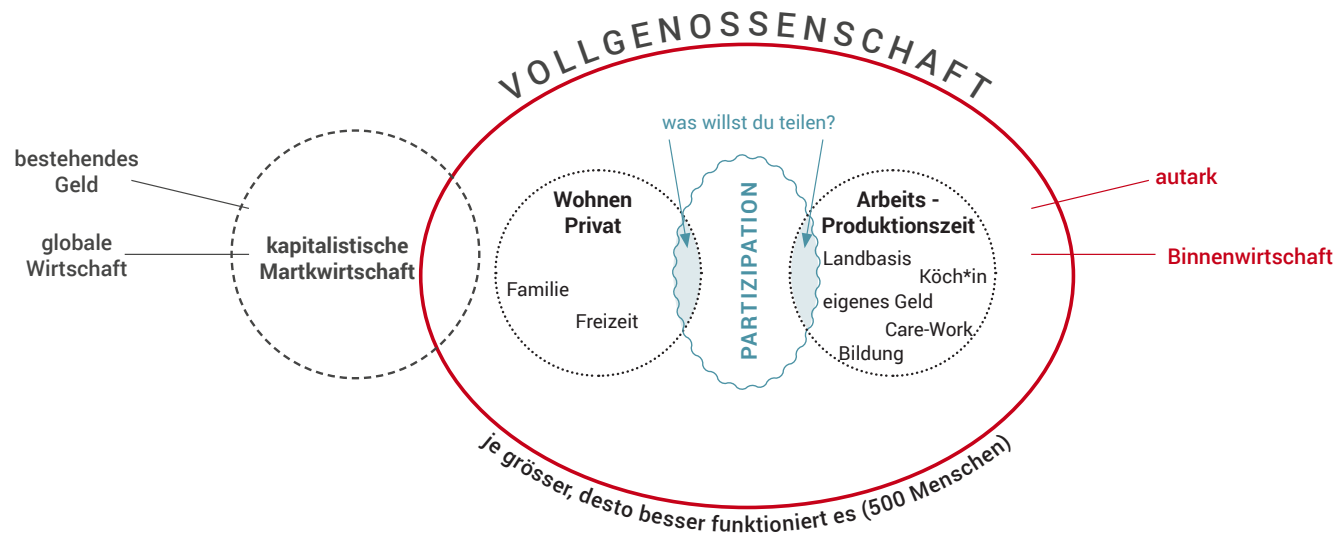 VOLLGENOSSENSCHAFT
was willst du teilen?
bestehendes
Geld
globale
Wirtschaft
kapitalistische
Martkwirtschaft
Wohnen
Privat
Familie
Freizeit
PARTIZIPATION
Arbeits -
Produktionszeit
Landbasis
Köch*in
eigenes Geld
Care-Work
Bildung
autark
Binnenwirtschaft
je grösser, desto besser funktioniert es (500 Menschen)